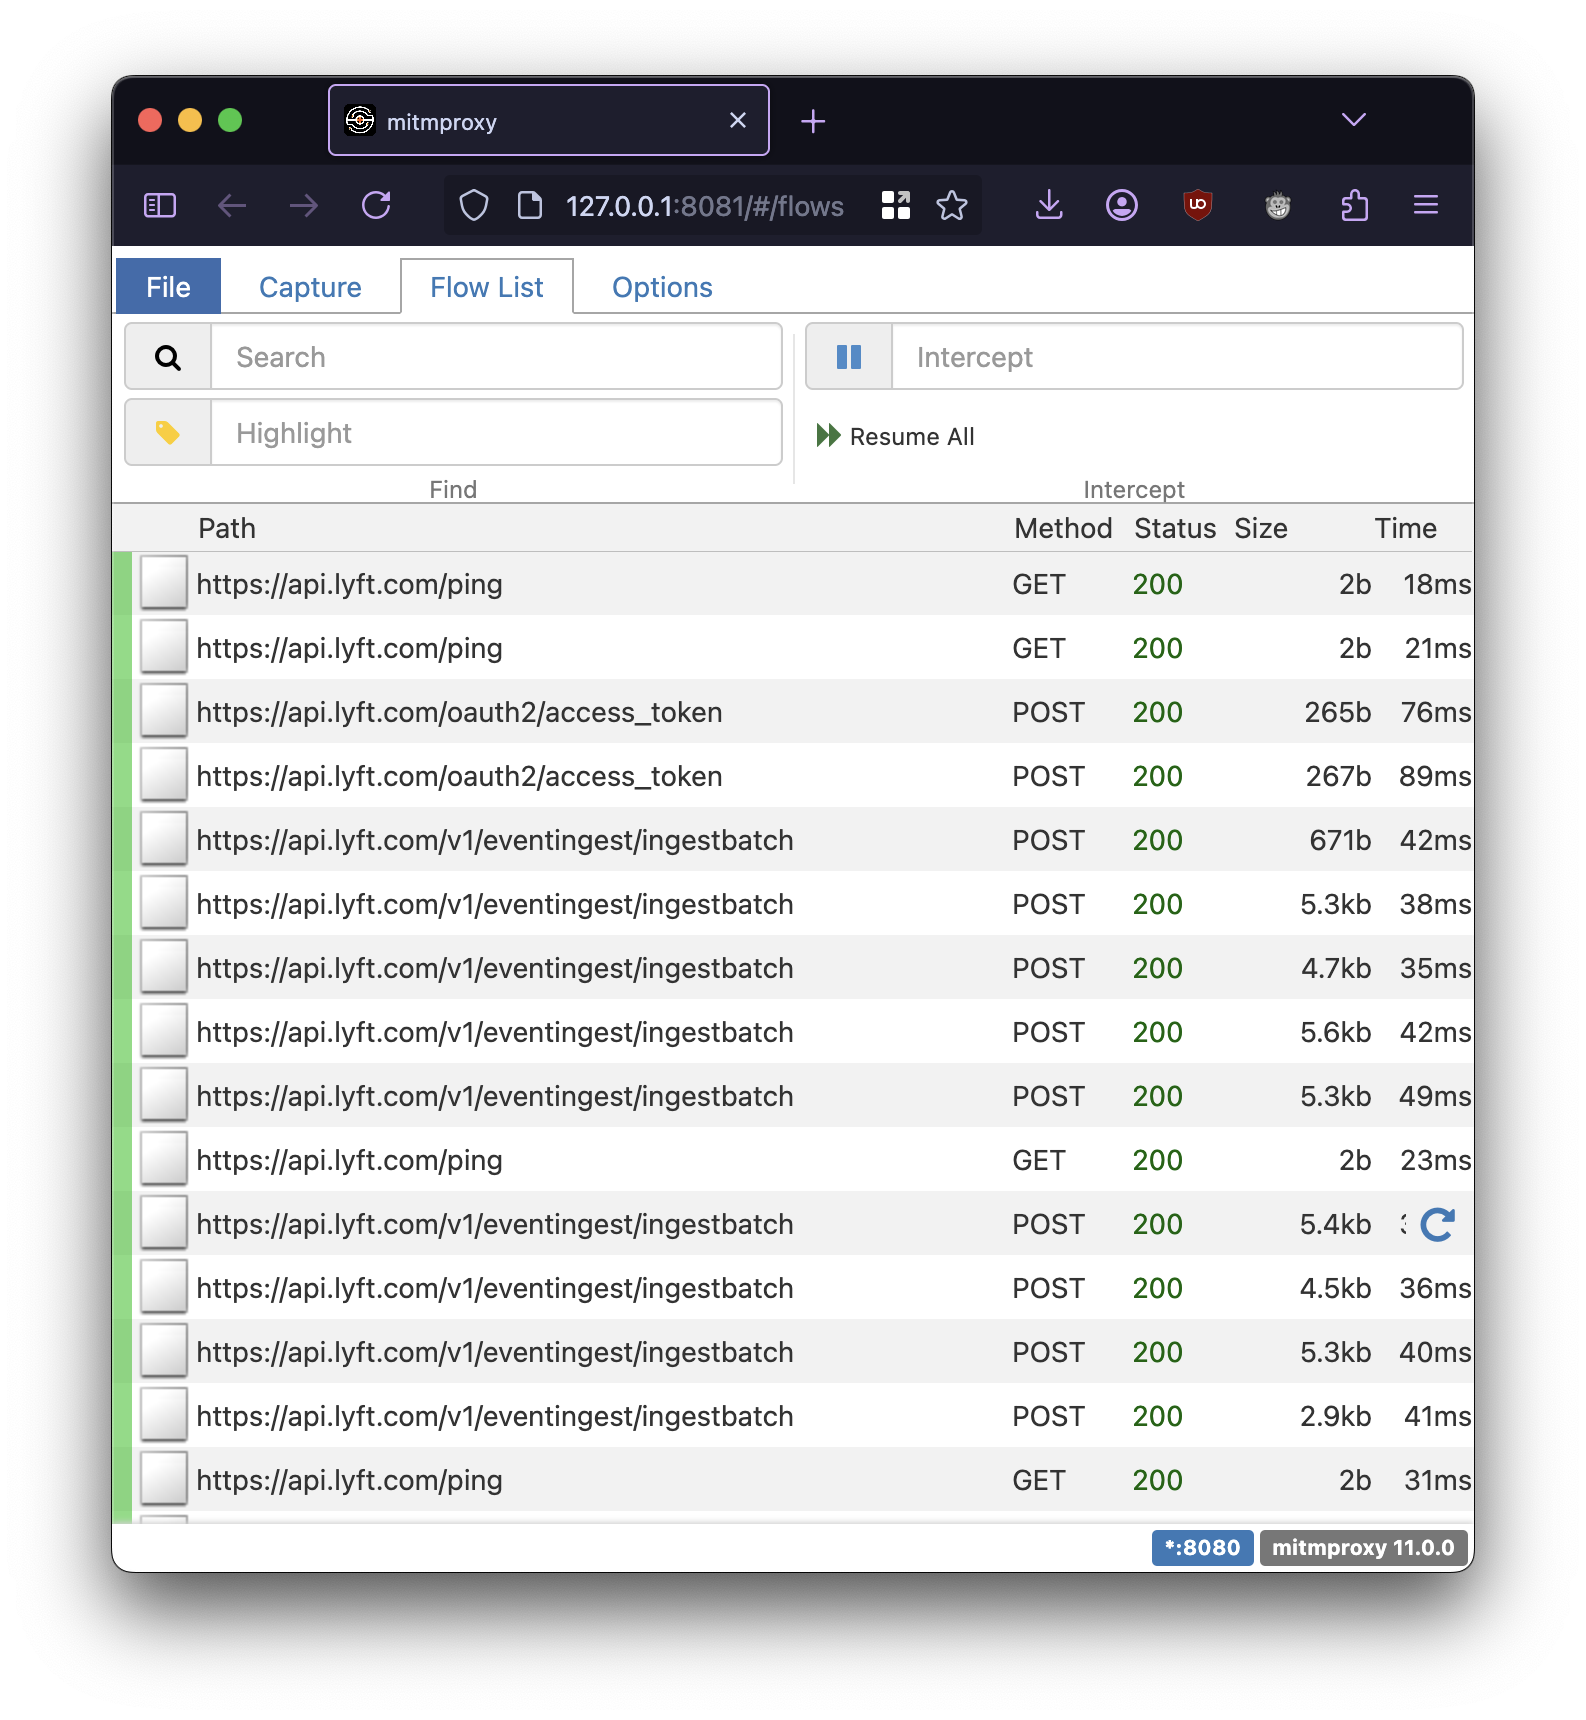 mitmproxy
127.0.0.1:8081/#/flows
File Capture Flow List Options
Search
Intercept
Highlight
Resume All
Find
Intercept
Path Method Status Size Time
https://api.lyft.com/ping GET 200 2b 18ms
https://api.lyft.com/ping GET 200 2b 21ms
https://api.lyft.com/oauth2/access_token POST 200 265b 76ms
https://api.lyft.com/oauth2/access_token POST 200 267b 89ms
https://api.lyft.com/v1/eventingest/ingestbatch POST 200 671b 42ms
https://api.lyft.com/v1/eventingest/ingestbatch POST 200 5.3kb 38ms
https://api.lyft.com/v1/eventingest/ingestbatch POST 200 4.7kb 35ms
https://api.lyft.com/v1/eventingest/ingestbatch POST 200 5.6kb 42ms
https://api.lyft.com/v1/eventingest/ingestbatch POST 200 5.3kb 49ms
https://api.lyft.com/ping GET 200 2b 23ms
https://api.lyft.com/v1/eventingest/ingestbatch POST 200 5.4kb
https://api.lyft.com/v1/eventingest/ingestbatch POST 200 4.5kb 36ms
https://api.lyft.com/v1/eventingest/ingestbatch POST 200 5.3kb 40ms
https://api.lyft.com/v1/eventingest/ingestbatch POST 200 2.9kb 41ms
https://api.lyft.com/ping GET 200 2b 31ms
*:8080 mitmproxy 11.0.0